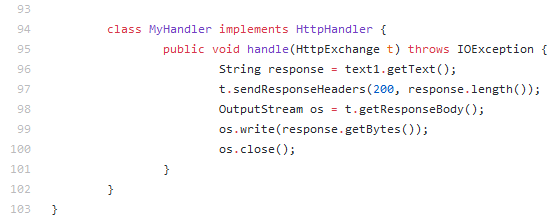 93
94 class MyHandler implements HttpHandler {
95 public void handle(HttpExchange t) throws IOException {
96 String response = text1.getText();
97 t.sendResponseHeaders(200, response.length());
98 OutputStream os = t.getResponseBody();
99 os.write(response.getBytes());
100 os.close();
101 }
102 }
103 }